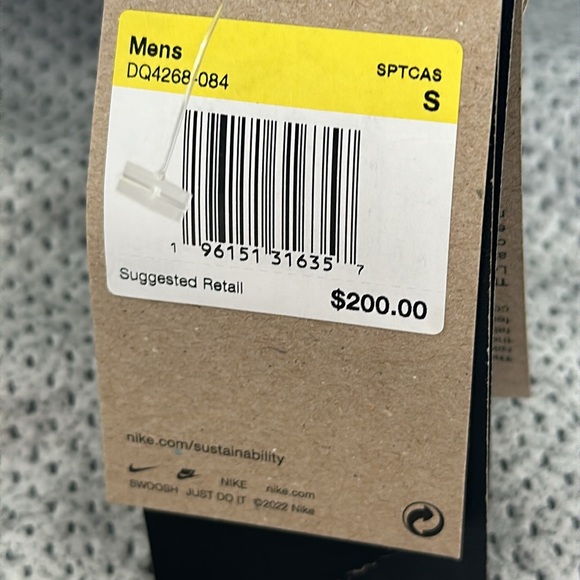 Mens
DQ4268-084
SPTCAS
S
1 96151 31635 7
Suggested Retail
$200.00
nike.com/sustainability
NIKE nike.com
SWOOSH JUST DO IT ©2022 Nike